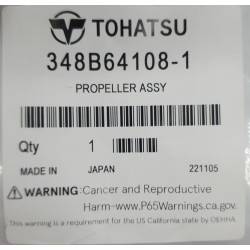 TOHATSU
348B64108-1
PROPELLER ASSY
Qty 1
MADE IN JAPAN 221105
WARNING: Cancer and Reproductive
Harm-www.P65Warnings.ca.gov.
This warning is a requirement for the US California state by OEHHA.